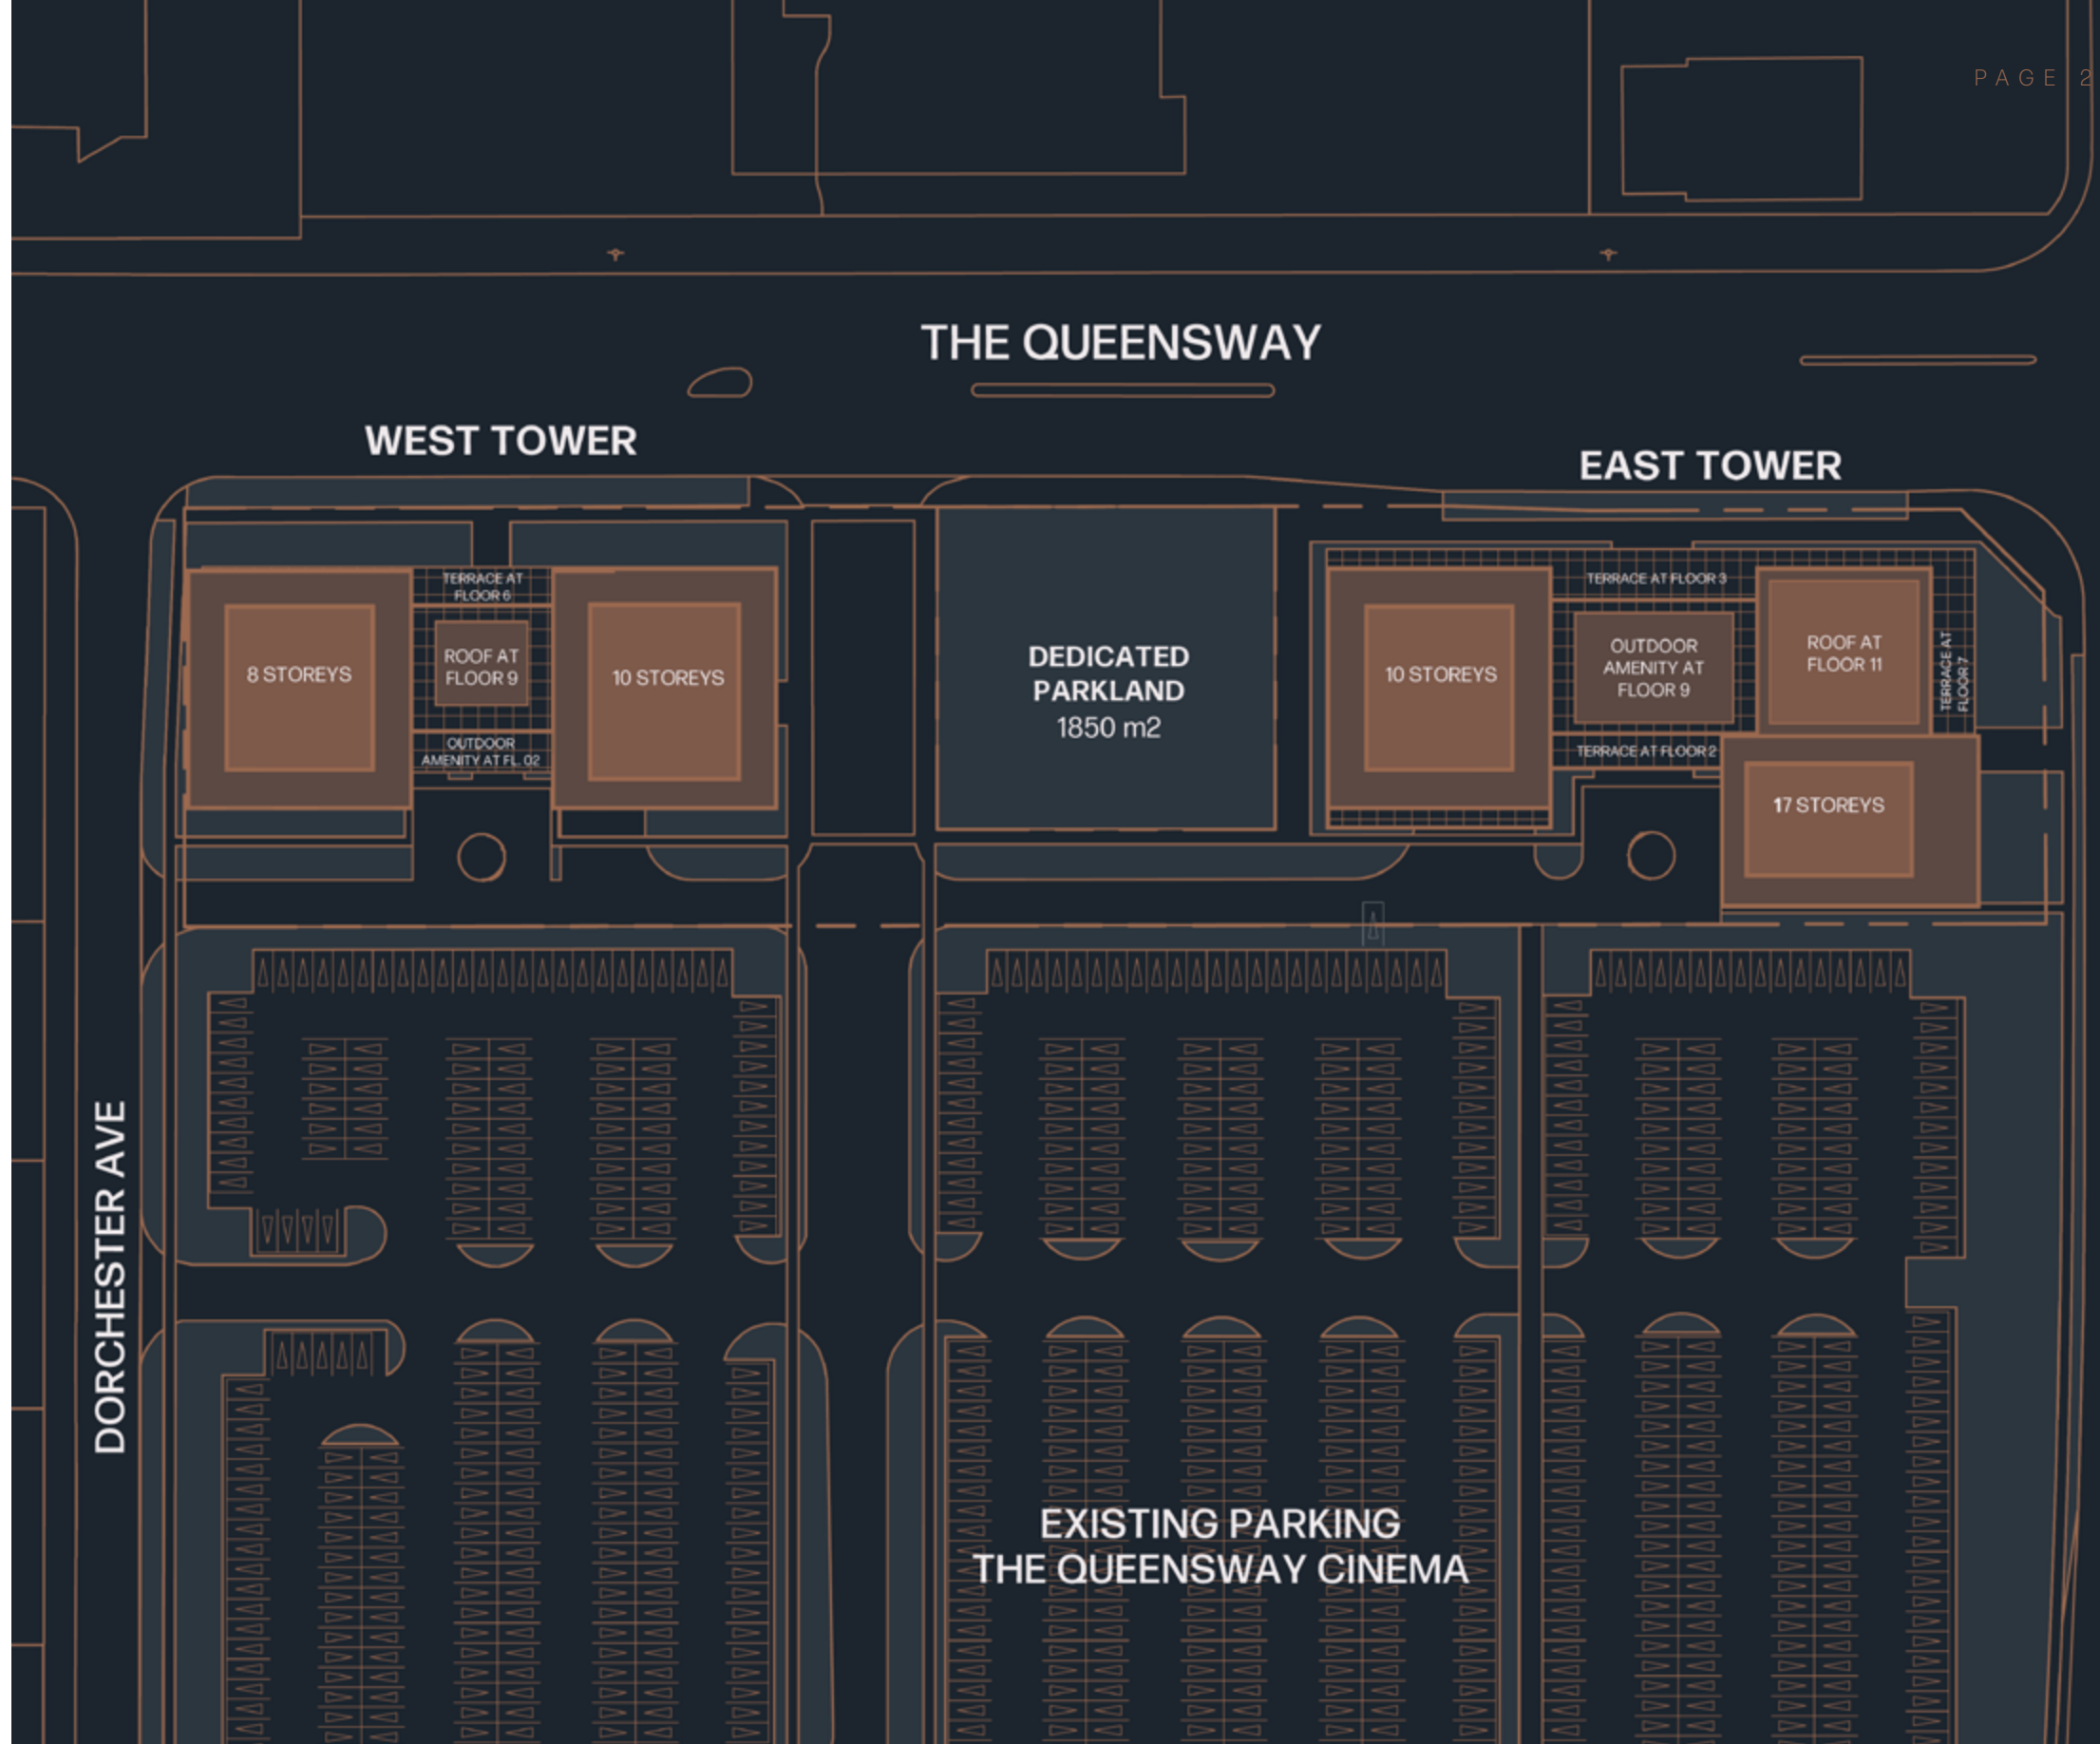 PAGE 2
THE QUEENSWAY
WEST TOWER
EAST TOWER
TERRACE AT
FLOOR 6
8 STOREYS
ROOF AT
FLOOR 9
10 STOREYS
OUTDOOR
AMENITY AT FL. 02
DEDICATED
PARKLAND
1850 m2
10 STOREYS
TERRACE AT FLOOR 3
OUTDOOR
AMENITY AT
FLOOR 9
TERRACE AT FLOOR 2
ROOF AT
FLOOR 11
TERRACE AT
FLOOR 7
17 STOREYS
DORCHESTER AVE
EXISTING PARKING
THE QUEENSWAY CINEMA